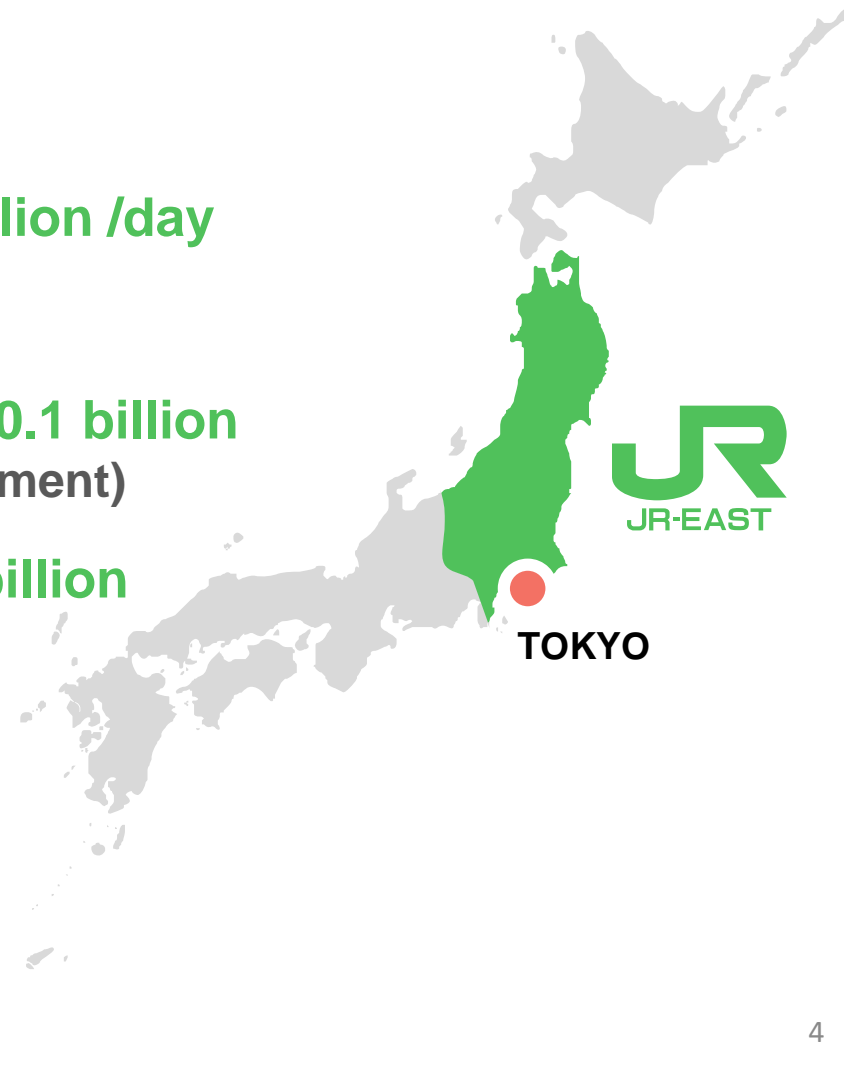 lion /day
0.1 billion
ment)
billion
JR
JR-EAST
TOKYO
4